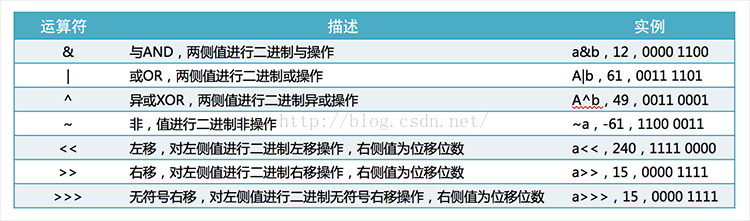 运算符 描述 实例
& 与AND，两侧值进行二进制与操作 a&b，12，0000 1100
| 或OR，两侧值进行二进制或操作 A|b，61，0011 1101
^ 异或XOR，两侧值进行二进制异或操作 A^b，49，0011 0001
~ 非，值进行二进制非操作 ~a，-61，1100 0011
http://blog.csdn.net/
<< 左移，对左侧值进行二进制左移操作，右侧值为位移位数 a<<，240，1111 0000
>> 右移，对左侧值进行二进制右移操作，右侧值为位移位数 a>>，15，0000 1111
>>> 无符号右移，对左侧值进行二进制无符号右移操作，右侧值为位移位数 a>>>，15，0000 1111